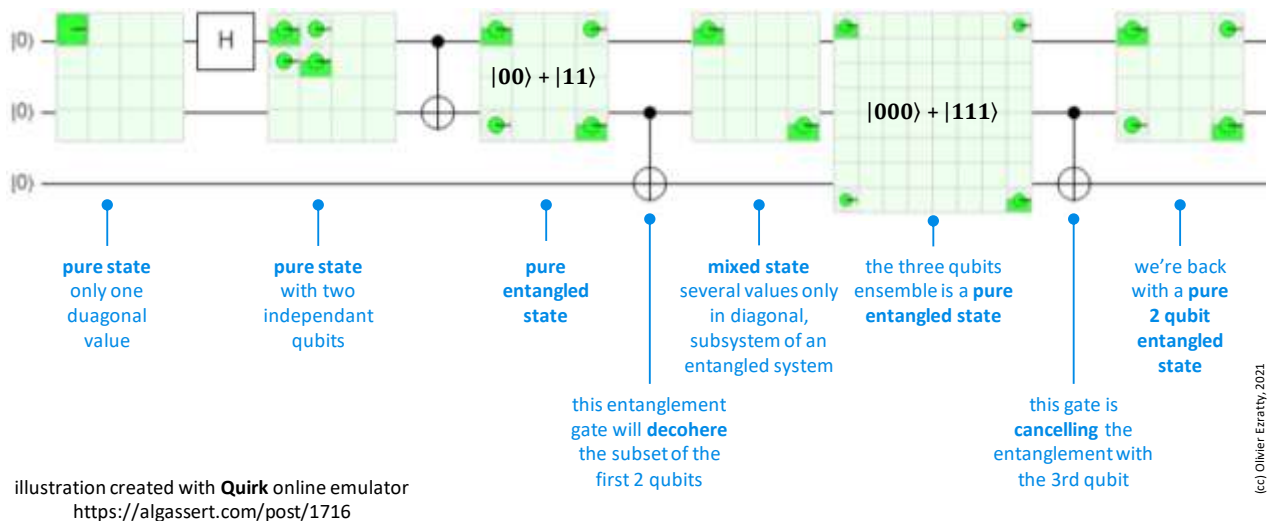 |0⟩
H
|0⟩
|0⟩
|00⟩ + |11⟩
|000⟩ + |111⟩
pure state
only one
duagonal
value
pure state
with two
independant
qubits
pure
entangled
state
this entanglement
gate will decohere
the subset of the
first 2 qubits
mixed state
several values only
in diagonal,
subsystem of an
entangled system
the three qubits
ensemble is a pure
entangled state
this gate is
cancelling the
entanglement with
the 3rd qubit
we're back
with a pure
2 qubit
entangled
state
illustration created with Quirk online emulator
https://algassert.com/post/1716
(cc) Olivier Ezratty, 2021